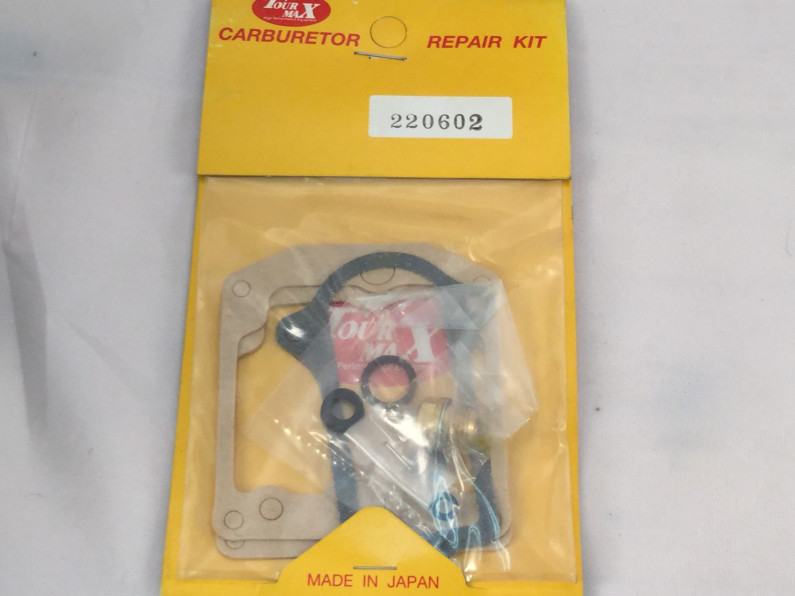 TOUR
MAX
CARBURETOR REPAIR KIT
220602
TOUR
MAX
MADE IN JAPAN